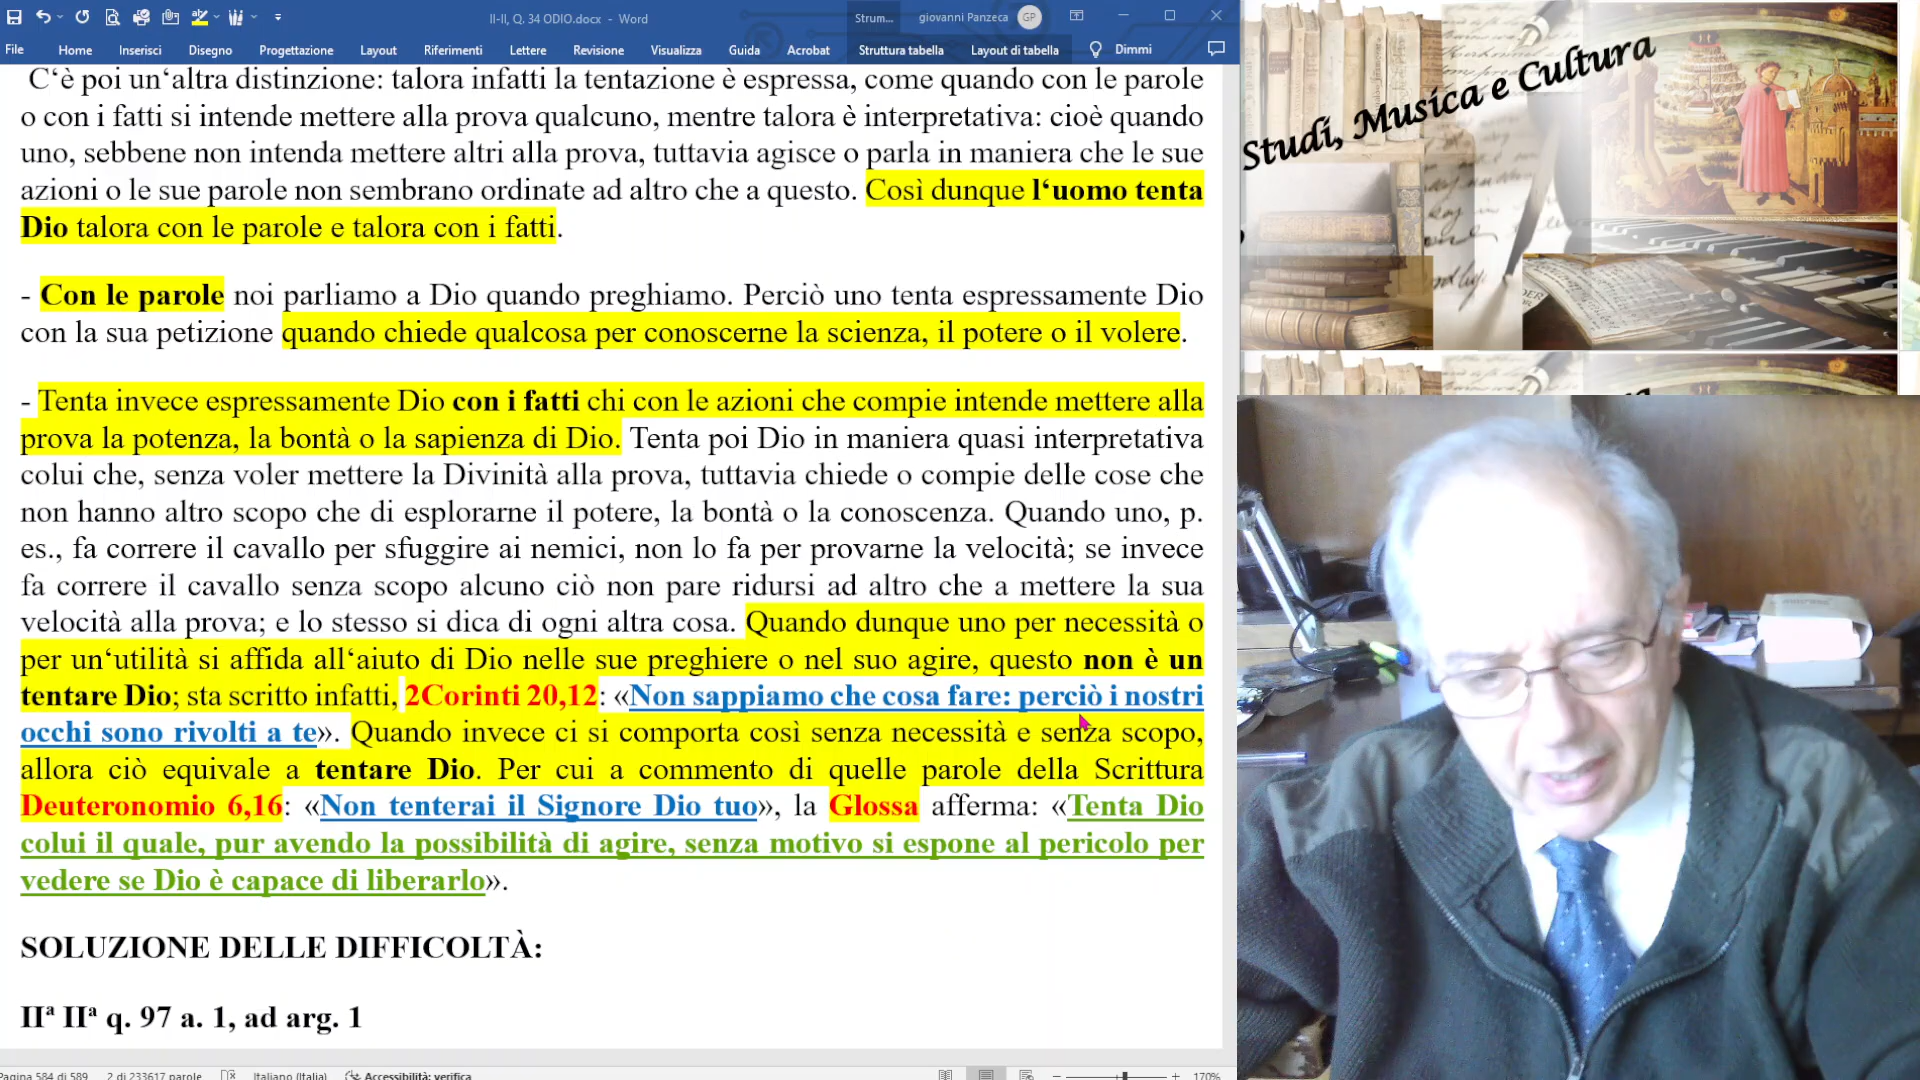 II-II, Q. 34 ODIO.docx - Word
Strum...
giovanni Panzeca
GP
File Home Inserisci Disegno Progettazione Layout Riferimenti Lettere Revisione Visualizza Guida Acrobat Struttura tabella Layout di tabella Dimmi
C‘è poi un‘altra distinzione: talora infatti la tentazione è espressa, come quando con le parole
o con i fatti si intende mettere alla prova qualcuno, mentre talora è interpretativa: cioè quando
uno, sebbene non intenda mettere altri alla prova, tuttavia agisce o parla in maniera che le sue
azioni o le sue parole non sembrano ordinate ad altro che a questo. Così dunque l‘uomo tenta
Dio talora con le parole e talora con i fatti.
- Con le parole noi parliamo a Dio quando preghiamo. Perciò uno tenta espressamente Dio
con la sua petizione quando chiede qualcosa per conoscerne la scienza, il potere o il volere.
- Tenta invece espressamente Dio con i fatti chi con le azioni che compie intende mettere alla
prova la potenza, la bontà o la sapienza di Dio. Tenta poi Dio in maniera quasi interpretativa
colui che, senza voler mettere la Divinità alla prova, tuttavia chiede o compie delle cose che
non hanno altro scopo che di esplorarne il potere, la bontà o la conoscenza. Quando uno, p.
es., fa correre il cavallo per sfuggire ai nemici, non lo fa per provarne la velocità; se invece
fa correre il cavallo senza scopo alcuno ciò non pare ridursi ad altro che a mettere la sua
velocità alla prova; e lo stesso si dica di ogni altra cosa. Quando dunque uno per necessità o
per un‘utilità si affida all‘aiuto di Dio nelle sue preghiere o nel suo agire, questo non è un
tentare Dio; sta scritto infatti, 2Corinti 20,12: «Non sappiamo che cosa fare: perciò i nostri
occhi sono rivolti a te». Quando invece ci si comporta così senza necessità e senza scopo,
allora ciò equivale a tentare Dio. Per cui a commento di quelle parole della Scrittura
Deuteronomio 6,16: «Non tenterai il Signore Dio tuo», la Glossa afferma: «Tenta Dio
colui il quale, pur avendo la possibilità di agire, senza motivo si espone al pericolo per
vedere se Dio è capace di liberarlo».
SOLUZIONE DELLE DIFFICOLTÀ:
IIª IIª q. 97 a. 1, ad arg. 1
Pagina 584 di 589 2 di 233617 parole Italiano (Italia) Accessibilità: verifica 170%
Studi, Musica e Cultura